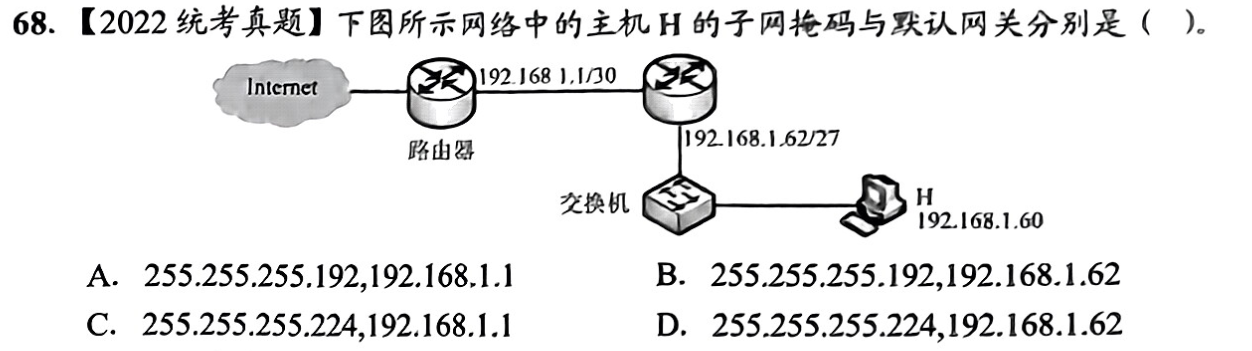 68.【2022 统考真题】下图所示网络中的主机 H 的子网掩码与默认网关分别是（ ）。
Internet
192.168 1.1/30
路由器
192.168.1.62/27
交换机
H
192.168.1.60
A. 255.255.255.192,192.168.1.1
B. 255.255.255.192,192.168.1.62
C. 255.255.255.224,192.168.1.1
D. 255.255.255.224,192.168.1.62